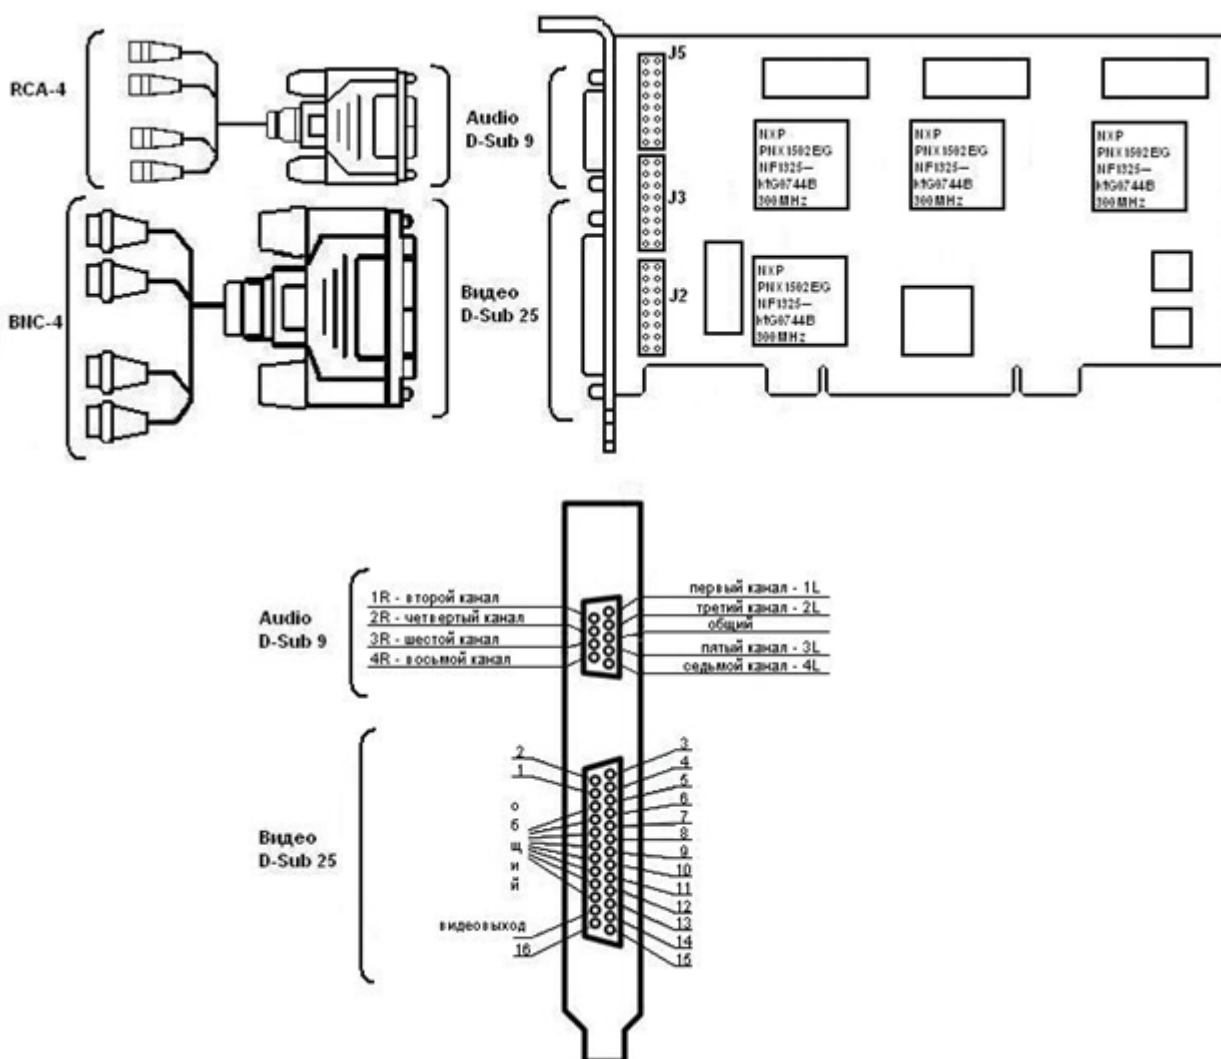 RCA-4
Audio
D-Sub 9
J5
J3
J2
NXP
PNX1502E/G
NF1325—
NXP
PNX1502E/G
NF1325—
NXP
PNX1502E/G
NF1325—
300MHz
300MHz
300MHz
BNC-4
Видео
D-Sub 25
NXP
PNX1502E/G
NF1325—
300MHz
Audio
D-Sub 9
1R - второй канал
2R - четвертый канал
3R - шестой канал
4R - восьмой канал
первый канал - 1L
третий канал - 2L
общий
пятый канал - 3L
седьмой канал - 4L
Видео
D-Sub 25
2
1
общий
видеовыход
16
3
4
5
6
7
8
9
10
11
12
13
14
15